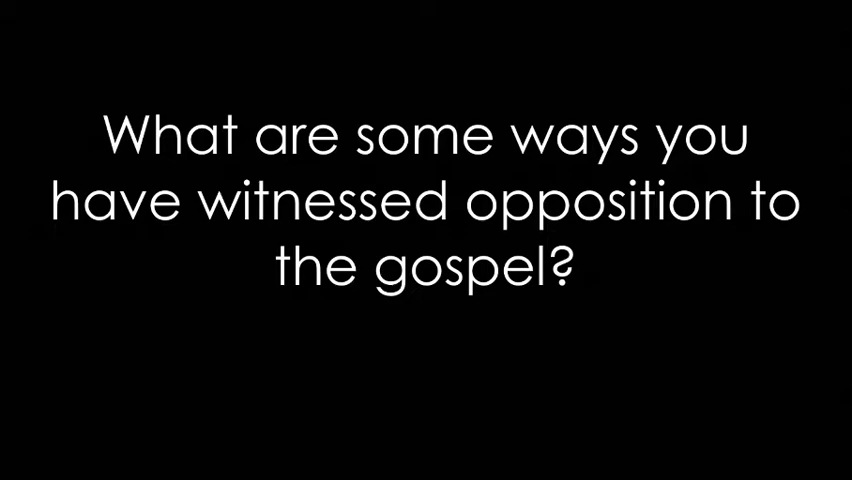 What are some ways you
have witnessed opposition to
the gospel?